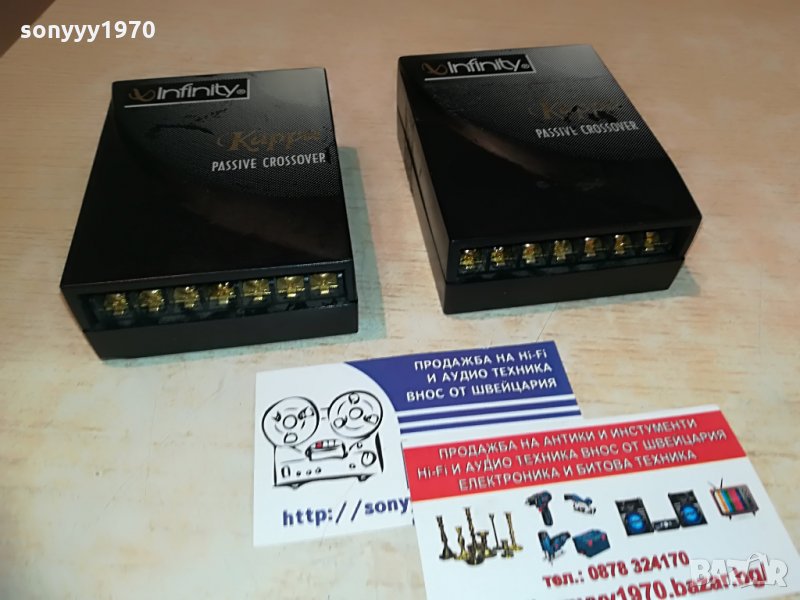 sonyyy1970
Infinity®
Kappa
PASSIVE CROSSOVER
Infinity®
Kappa
PASSIVE CROSSOVER
ПРОДАЖБА НА Hi-Fi
И АУДИО ТЕХНИКА
ВНОС ОТ ШВЕЙЦАРИЯ
http://sony
ПРОДАЖБА НА АНТИКИ И ИНСТУМЕНТИ
Hi-Fi И АУДИО ТЕХНИКА ВНОС ОТ ШВЕЙЦАРИЯ
ЕЛЕКТРОНИКА И БИТОВА ТЕХНИКА
тел.: 0878 324170
1970.bazar.bg/
BAZAR